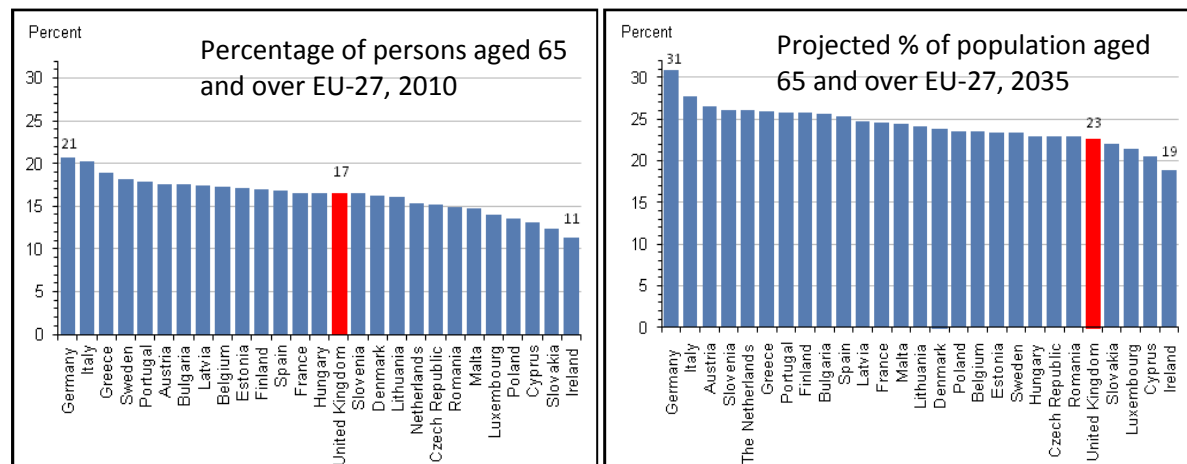 Percent
Percentage of persons aged 65
and over EU-27, 2010
30
25
20
15
10
5
0
21
17
11
Germany
Italy
Greece
Sweden
Portugal
Austria
Bulgaria
Latvia
Belgium
Estonia
Finland
Spain
France
Hungary
United Kingdom
Slovenia
Denmark
Lithuania
Netherlands
Czech Republic
Romania
Malta
Luxembourg
Poland
Cyprus
Slovakia
Ireland
Percent
Projected % of population aged
65 and over EU-27, 2035
30
25
20
15
10
5
0
31
23
19
Germany
Italy
Austria
Slovenia
The Netherlands
Greece
Portugal
Finland
Bulgaria
Spain
Latvia
France
Malta
Lithuania
Denmark
Poland
Belgium
Estonia
Sweden
Hungary
Czech Republic
Romania
United Kingdom
Slovakia
Luxembourg
Cyprus
Ireland